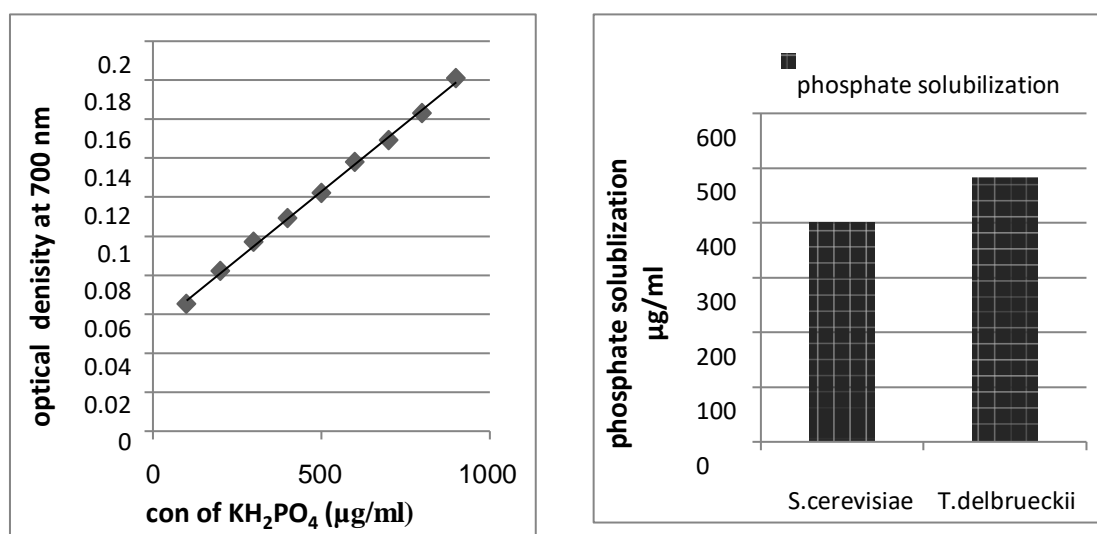 0.2
0.18
0.16
0.14
0.12
0.1
0.08
0.06
0.04
0.02
0
optical denisity at 700 nm
0 500 1000
con of KH₂PO₄ (µg/ml)
phosphate solubilization
600
500
400
300
200
100
0
phosphate solublization
µg/ml
S.cerevisiae T.delbrueckii